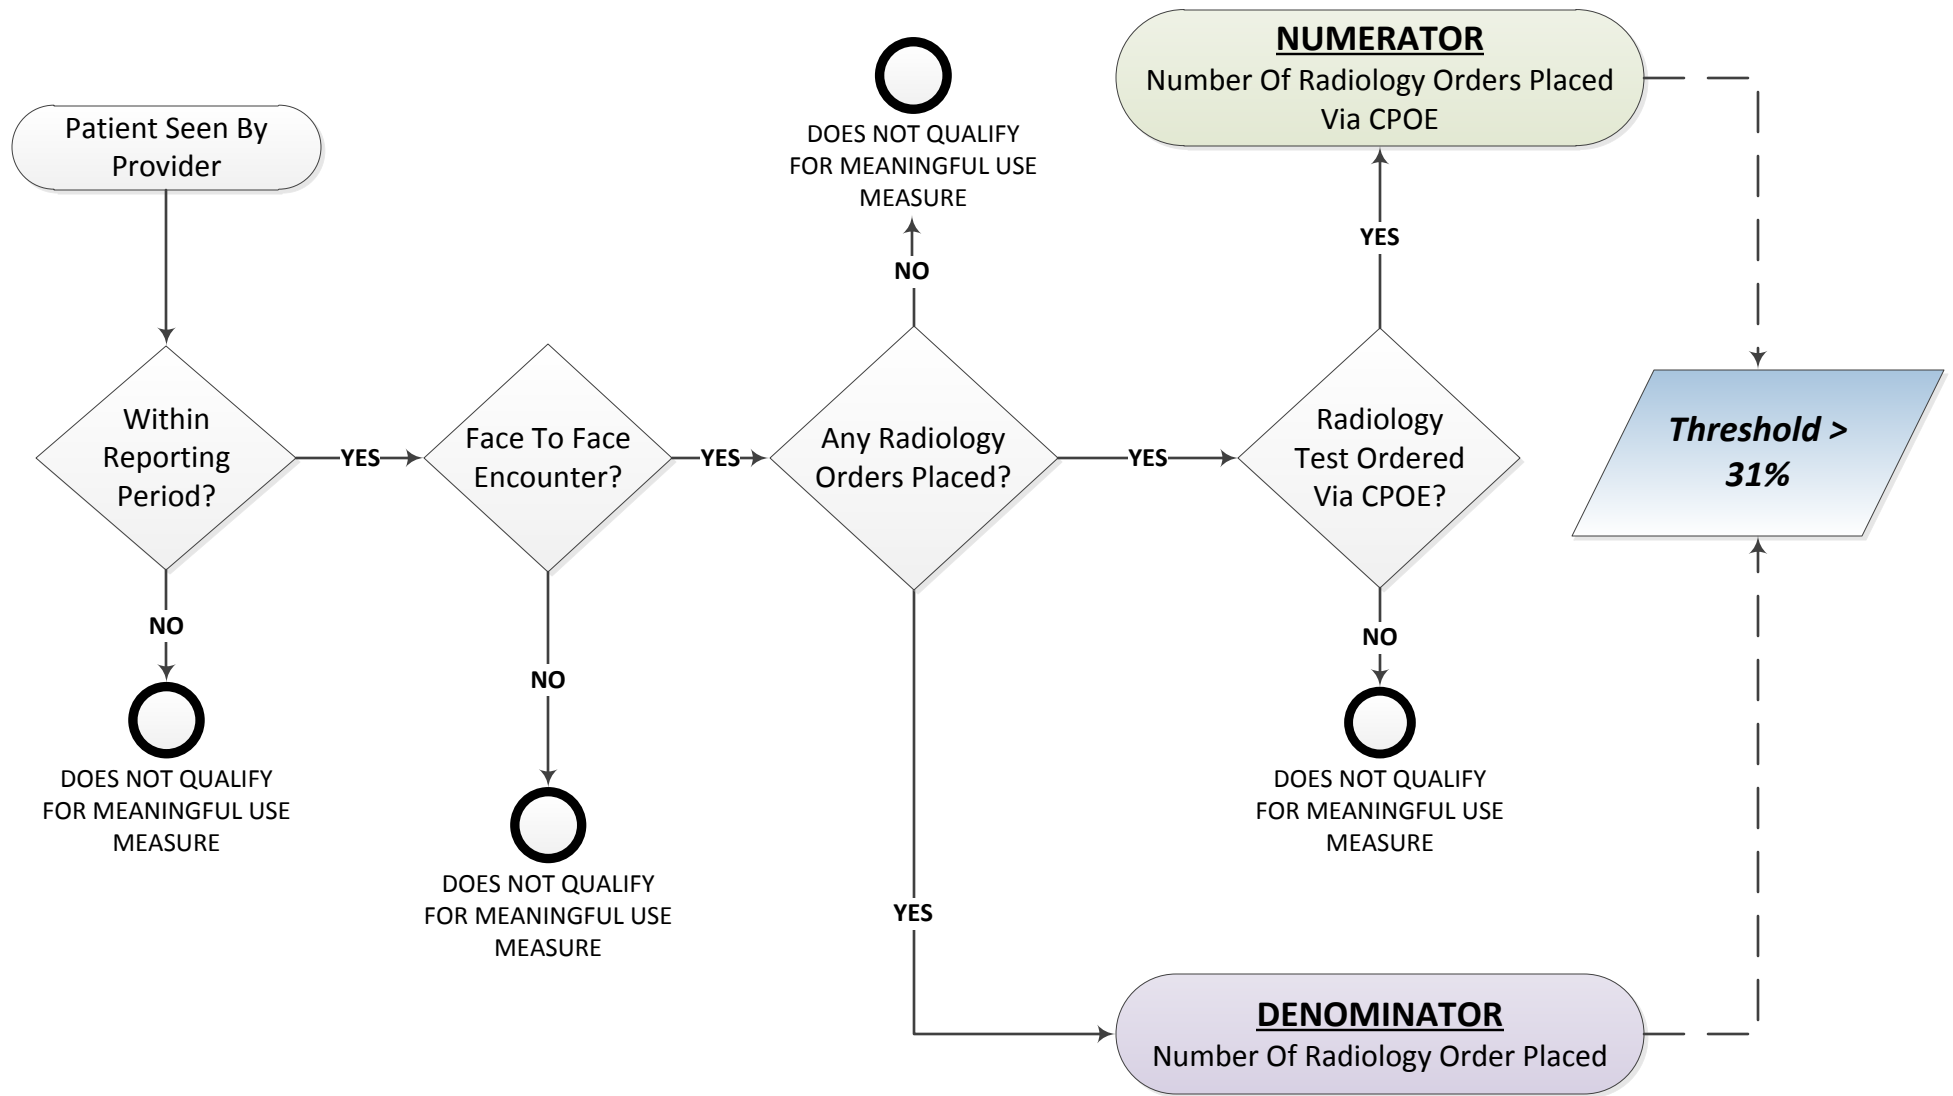 NUMERATOR
Number Of Radiology Orders Placed
Via CPOE
Patient Seen By
Provider
DOES NOT QUALIFY
FOR MEANINGFUL USE
MEASURE
YES
NO
Within
Reporting
Period?
YES
Face To Face
Encounter?
YES
Any Radiology
Orders Placed?
YES
Radiology
Test Ordered
Via CPOE?
Threshold >
31%
NO
NO
NO
DOES NOT QUALIFY
FOR MEANINGFUL USE
MEASURE
DOES NOT QUALIFY
FOR MEANINGFUL USE
MEASURE
DOES NOT QUALIFY
FOR MEANINGFUL USE
MEASURE
YES
DENOMINATOR
Number Of Radiology Order Placed